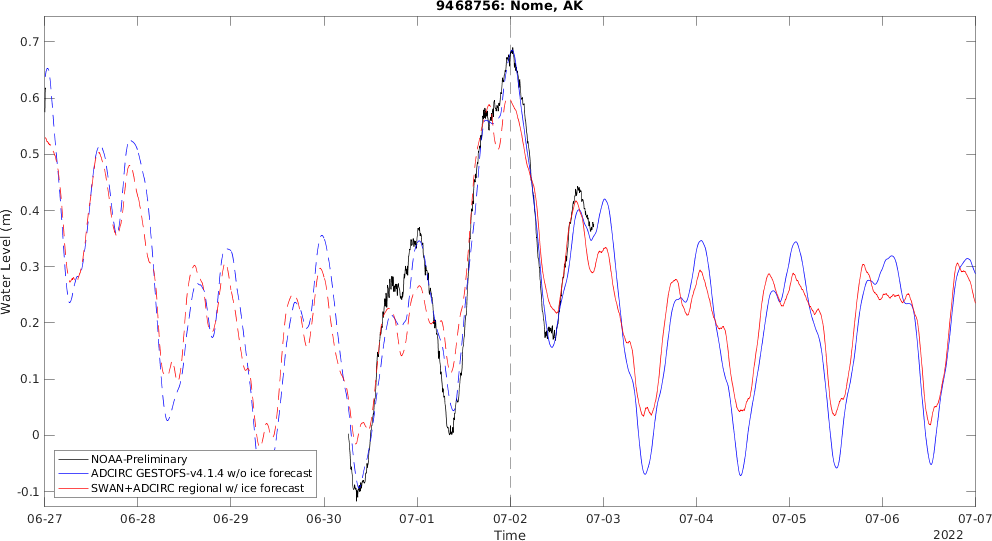 9468756: Nome, AK
Water Level (m)
0.7
0.6
0.5
0.4
0.3
0.2
0.1
0
-0.1
NOAA-Preliminary
ADCIRC GESTOFS-v4.1.4 w/o ice forecast
SWAN+ADCIRC regional w/ ice forecast
06-27 06-28 06-29 06-30 07-01 07-02 07-03 07-04 07-05 07-06 07-07
Time
2022